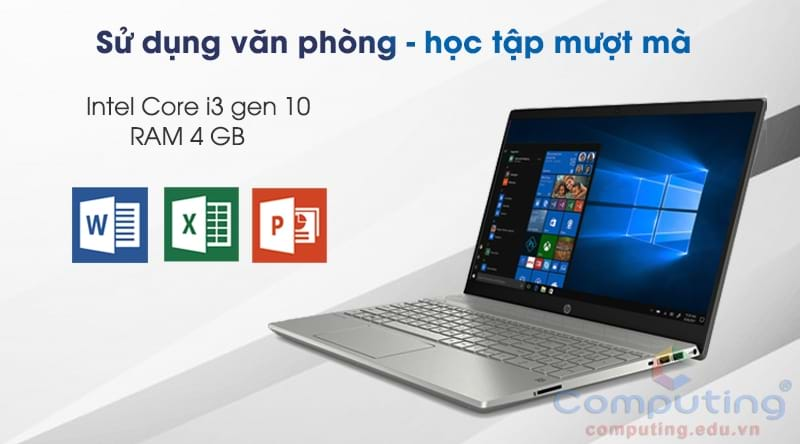 Sử dụng văn phòng - học tập mượt mà
Intel Core i3 gen 10
RAM 4 GB
W
X
P
hp
Computing
computing.edu.vn